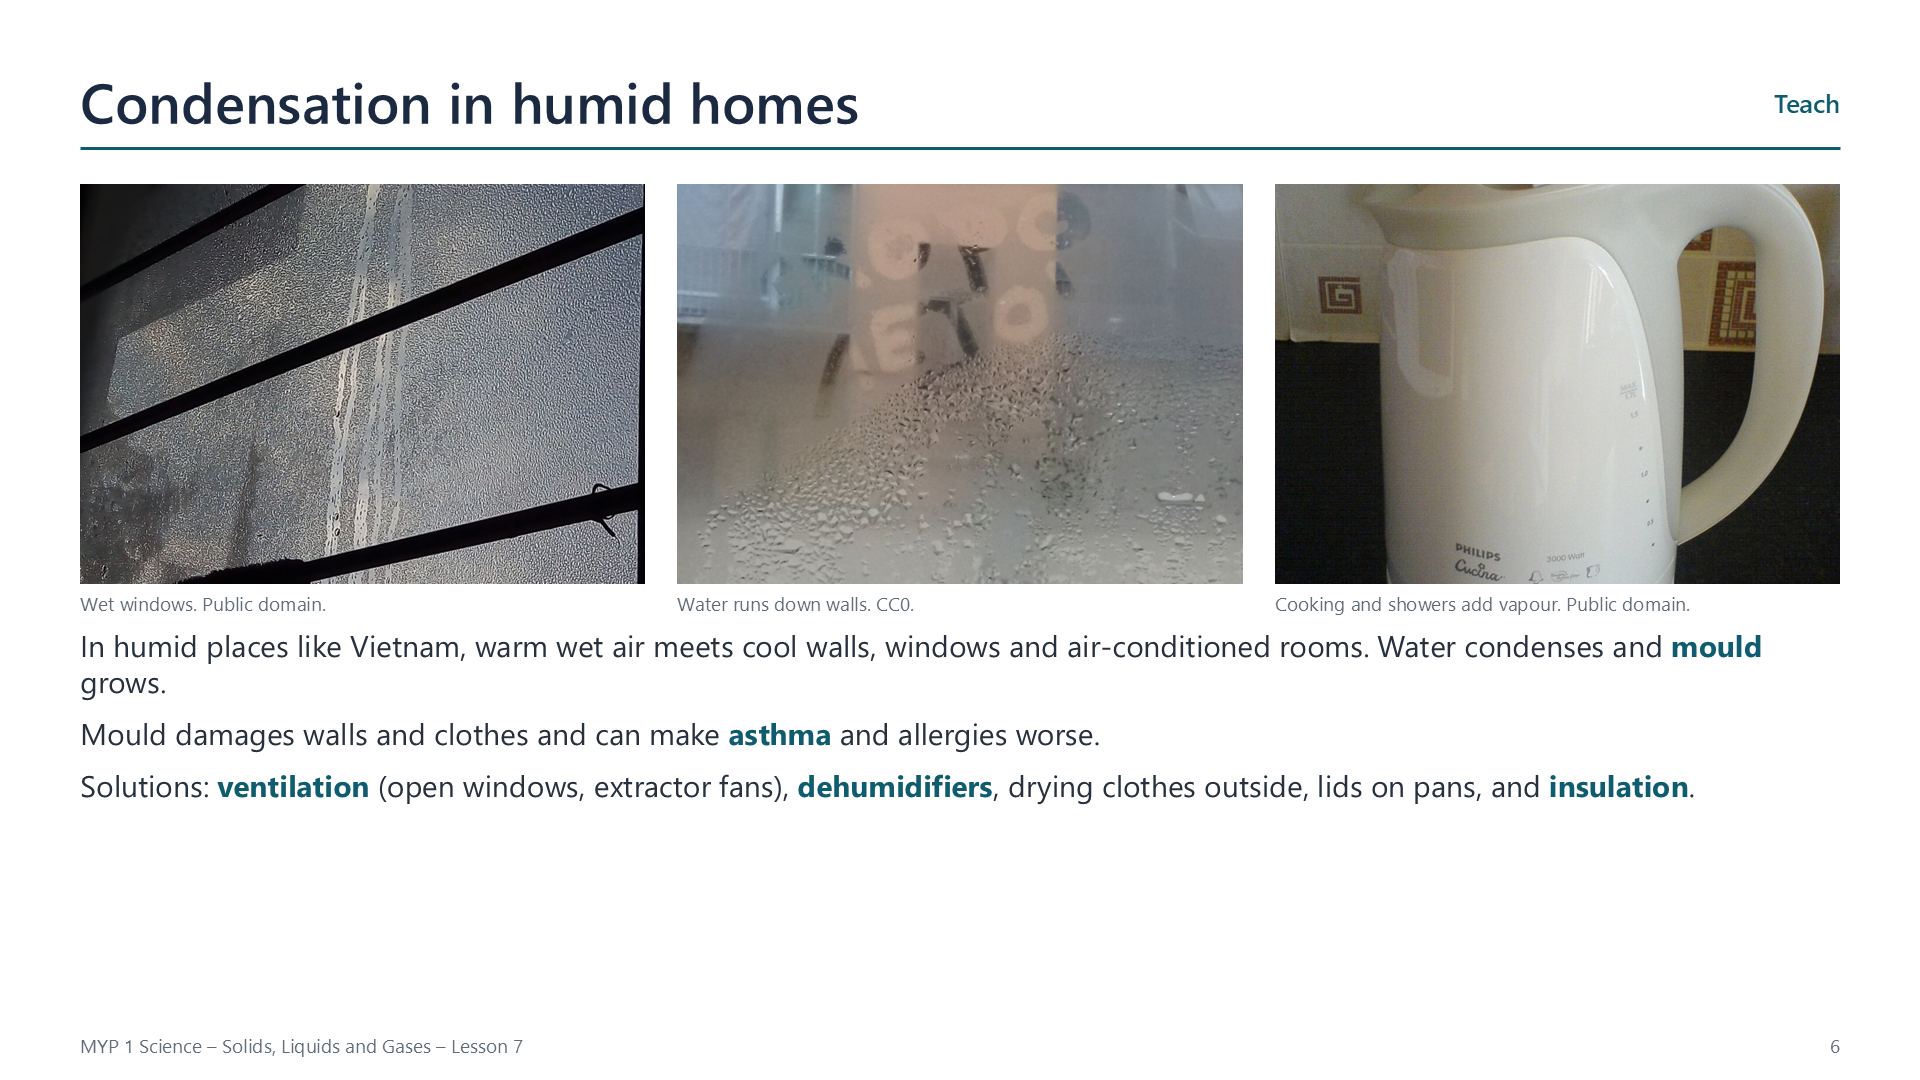 Condensation in humid homes
Teach
PHILIPS
Cucina
3000 Watt
MAX
Wet windows. Public domain.
Water runs down walls. CC0.
Cooking and showers add vapour. Public domain.
In humid places like Vietnam, warm wet air meets cool walls, windows and air-conditioned rooms. Water condenses and mould
grows.
Mould damages walls and clothes and can make asthma and allergies worse.
Solutions: ventilation (open windows, extractor fans), dehumidifiers, drying clothes outside, lids on pans, and insulation.
MYP 1 Science – Solids, Liquids and Gases – Lesson 7
6